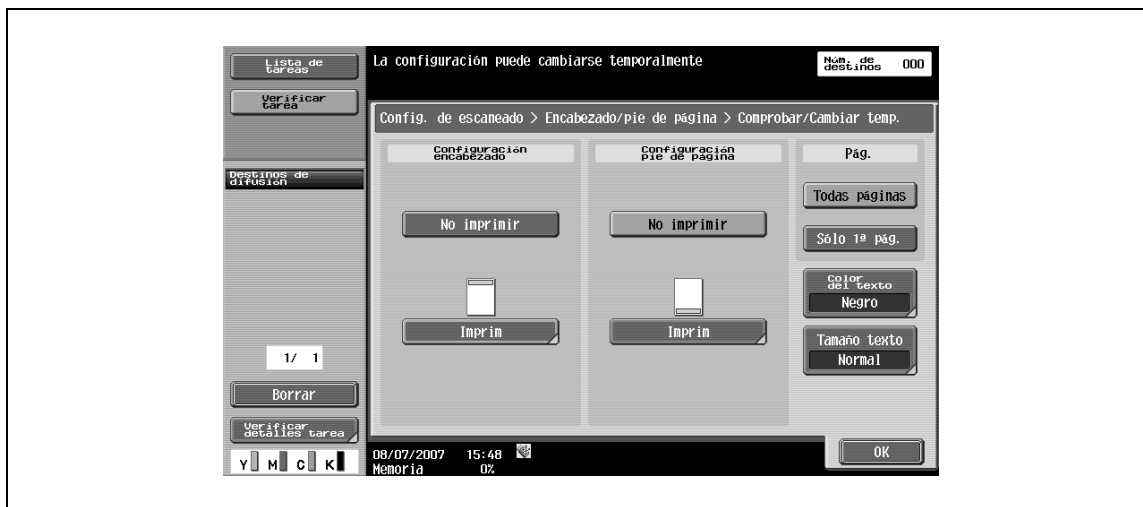 Lista de
tareas
Verificar
tarea
Destinos de
difusión
1/ 1
Borrar
Verificar
detalles tarea
Y M C K
La configuración puede cambiarse temporalmente
Núm. de
destinos 000
Config. de escaneado > Encabezado/pie de página > Comprobar/Cambiar temp.
Configuración
encabezado
No imprimir
Imprim
Configuración
pie de página
No imprimir
Imprim
Pág.
Todas páginas
Sólo 1ª pág.
Color
del texto
Negro
Tamaño texto
Normal
08/07/2007 15:48
Memoria 0%
OK